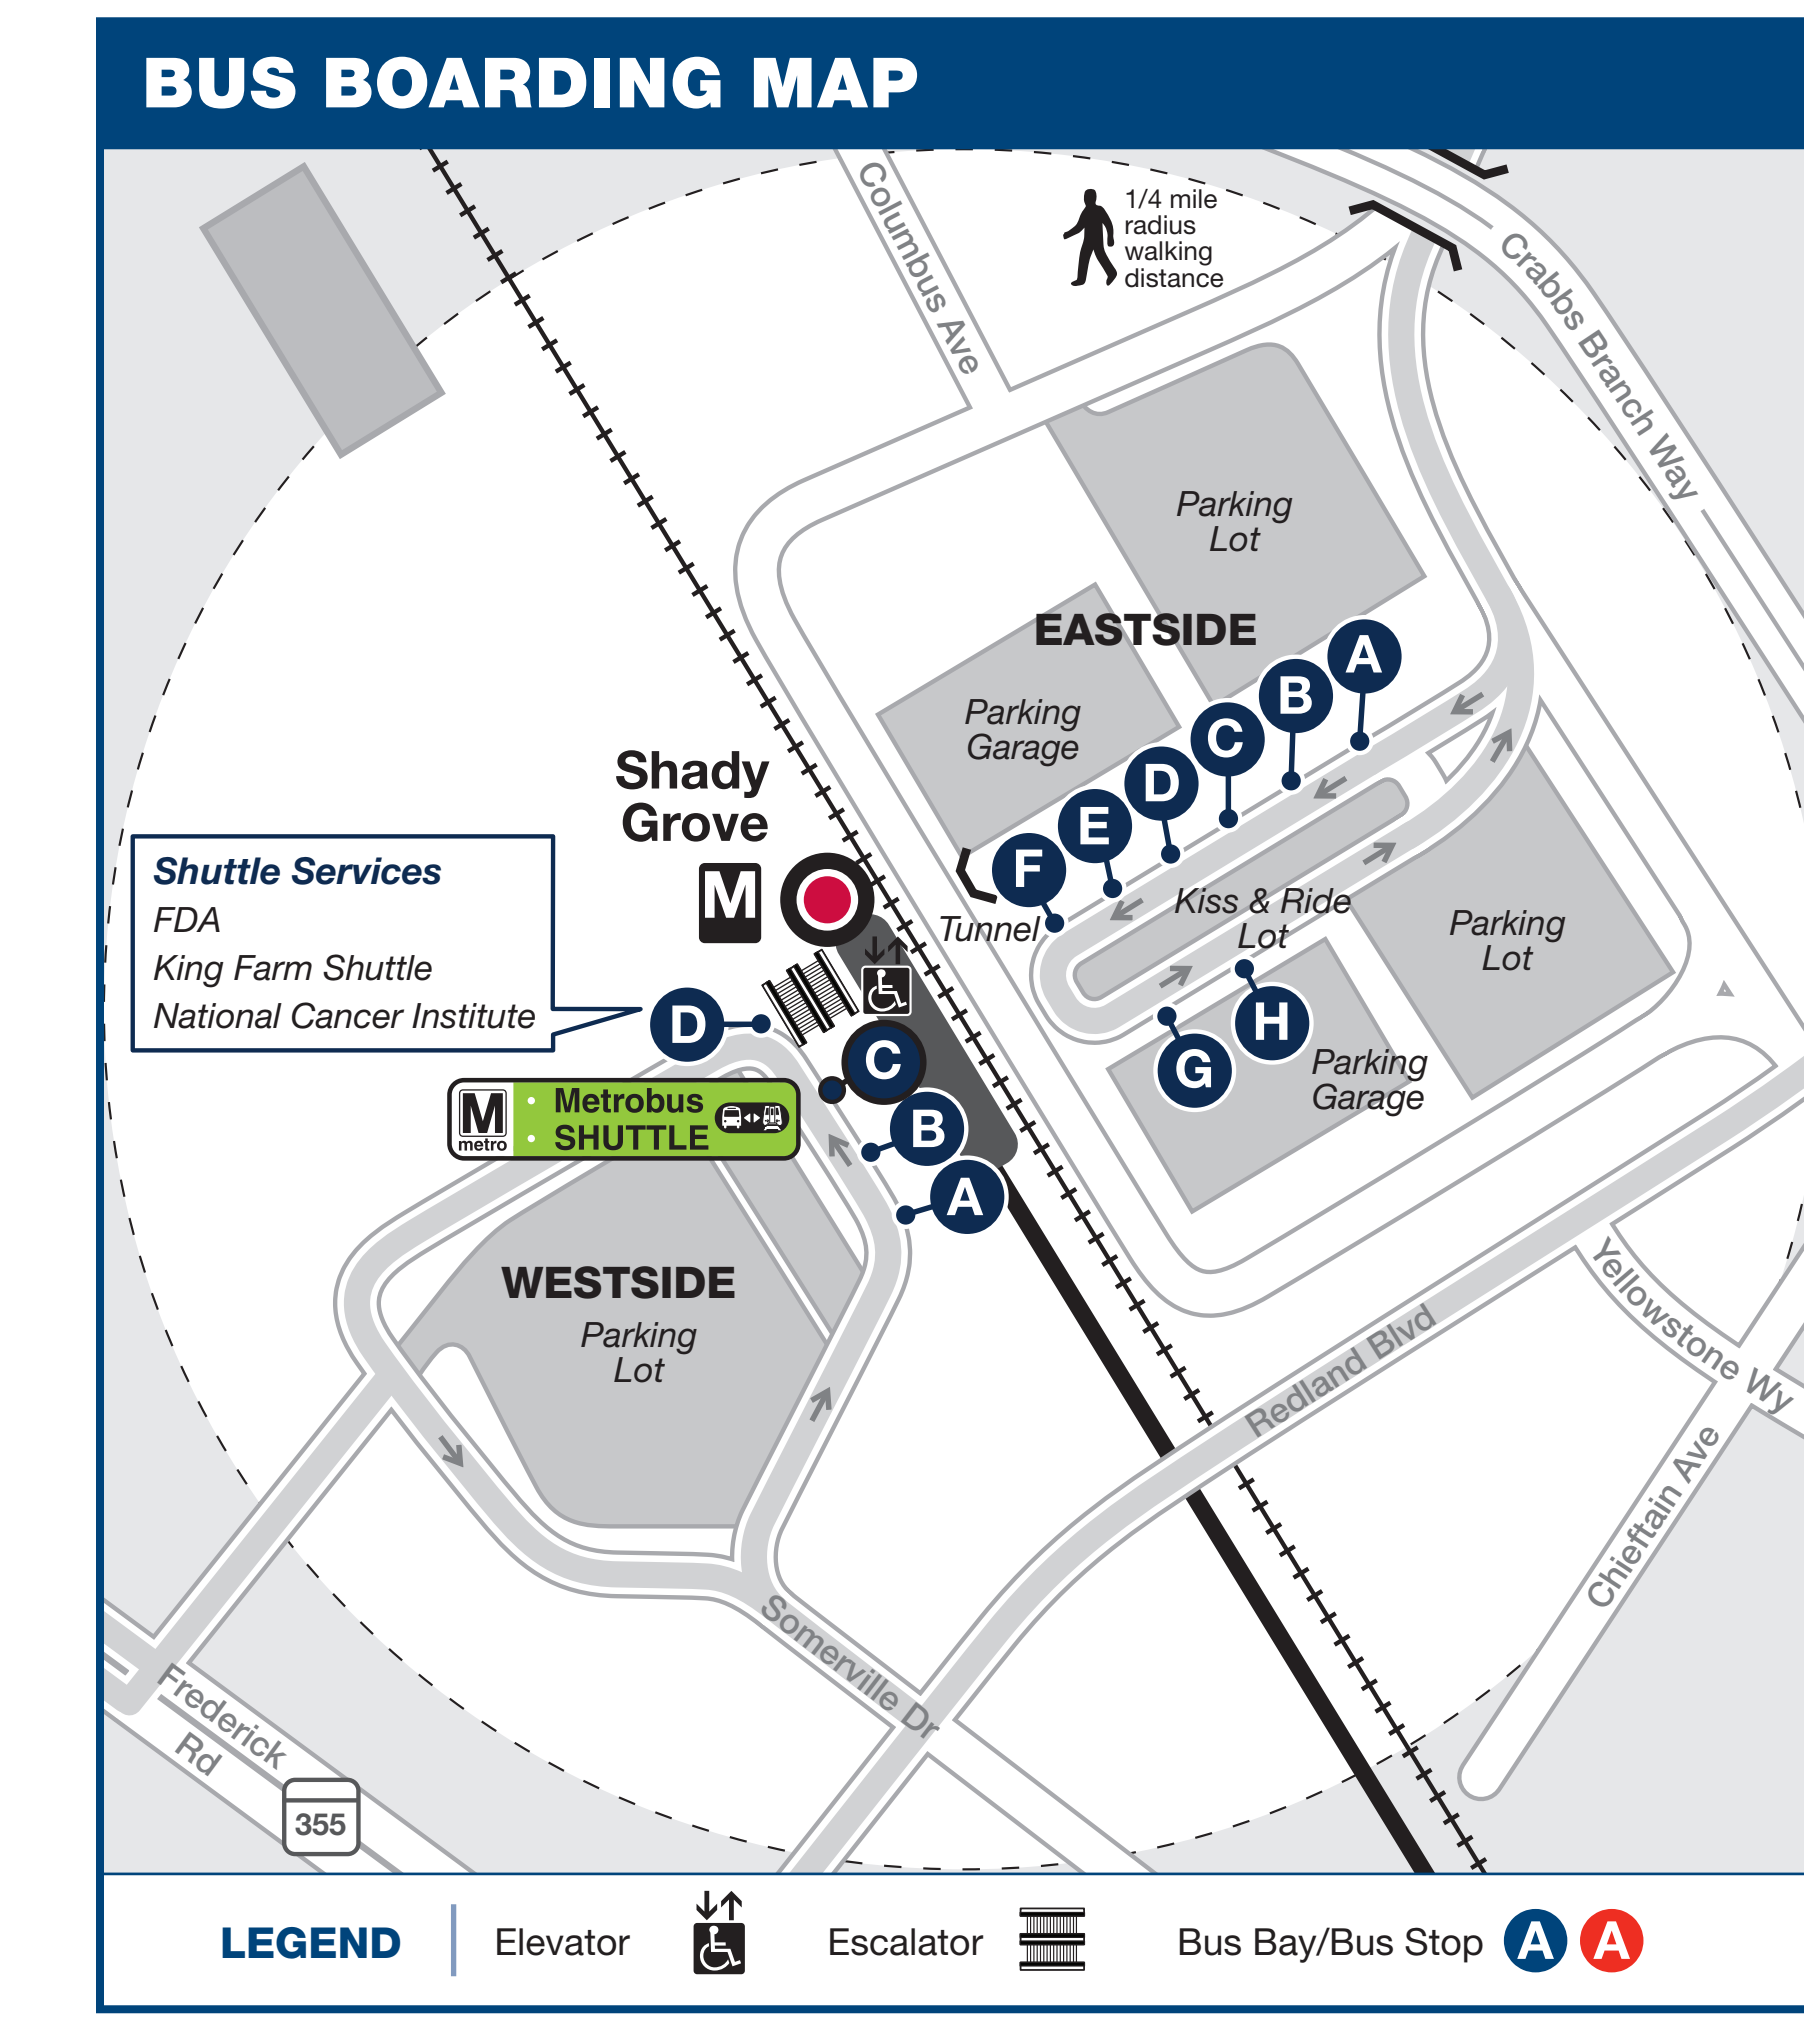 BUS BOARDING MAP
Columbus Ave
1/4 mile
radius
walking
distance
Crabbs Branch Way
Parking
Lot
EASTSIDE
A
B
C
D
E
F
Parking
Garage
Shady
Grove
M
Tunnel
Kiss & Ride
Lot
Parking
Lot
Shuttle Services
FDA
King Farm Shuttle
National Cancer Institute
D
C
B
A
H
G
Parking
Garage
M
metro
· Metrobus
· SHUTTLE
WESTSIDE
Parking
Lot
Redland Blvd
Yellowstone Wy
Chieftain Ave
Somerville Dr
Frederick
Rd
355
LEGEND
Elevator
Escalator
Bus Bay/Bus Stop A A